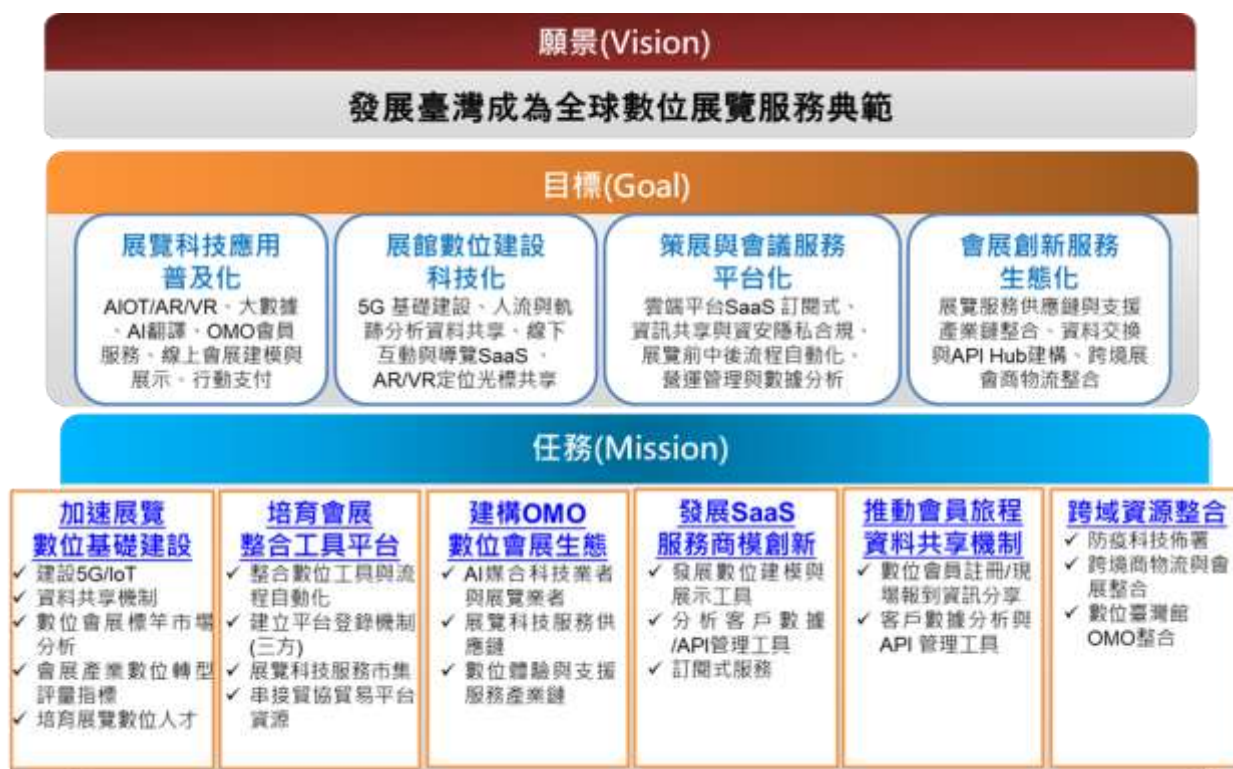 願景(Vision)
發展臺灣成為全球數位展覽服務典範
目標(Goal)
展覽科技應用
普及化
AIOT/AR/VR、大數據
、AI翻譯、OMO會員
服務、線上會展建模與
展示、行動支付
展館數位建設
科技化
5G 基礎建設、人流與軌
跡分析資料共享、線下
互動與導覽SaaS、
AR/VR定位光標共享
策展與會議服務
平台化
雲端平台SaaS 訂閱式、
資訊共享與資安隱私合規、
展覽前中後流程自動化、
營運管理與數據分析
會展創新服務
生態化
展覽服務供應鏈與支援
產業鏈整合、資料交換
與API Hub建構、跨境展
會商物流整合
任務(Mission)
加速展覽
數位基礎建設
✓ 建設5G/IoT
✓ 資料共享機制
✓ 數位會展標竿市場
分析
✓ 會展產業數位轉型
評量指標
✓ 培育展覽數位人才
培育會展
整合工具平台
✓ 整合數位工具與流
程自動化
✓ 建立平台登錄機制
(三方)
✓ 展覽科技服務市集
✓ 串接貿協貿易平台
資源
建構OMO
數位會展生態
✓ AI媒合科技業者
與展覽業者
✓ 展覽科技服務供
應鏈
✓ 數位體驗與支援
服務產業鏈
發展SaaS
服務商模創新
✓ 發展數位建模與
展示工具
✓ 分析客戶數據
/API管理工具
✓ 訂閱式服務
推動會員旅程
資料共享機制
✓ 數位會員註冊/現
場報到資訊分享
✓ 客戶數據分析與
API 管理工具
跨域資源整合
✓ 防疫科技佈署
✓ 跨境商物流與會
展整合
✓ 數位臺灣館
OMO整合